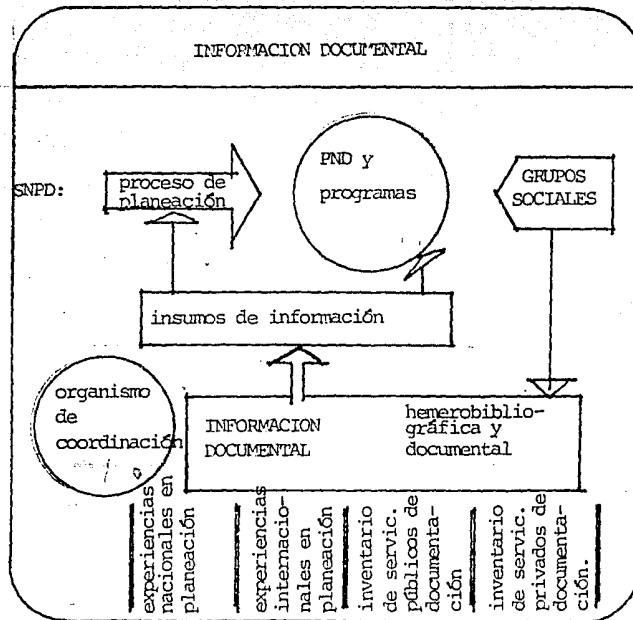 INFORMACION DOCUMENTAL
SNPD:
proceso de
planeación
PND y
programas
GRUPOS
SOCIALES
insumos de información
organismo
de
coordinación
INFORMACION
DOCUMENTAL
hemerobiblio-
gráfica y
documental
experiencias
nacionales en
planeación
experiencias
internacio-
nales en
planeación
inventario
de servic.
públicos de
documenta-
ción
inventario
de servic.
privados de
documenta-
ción.